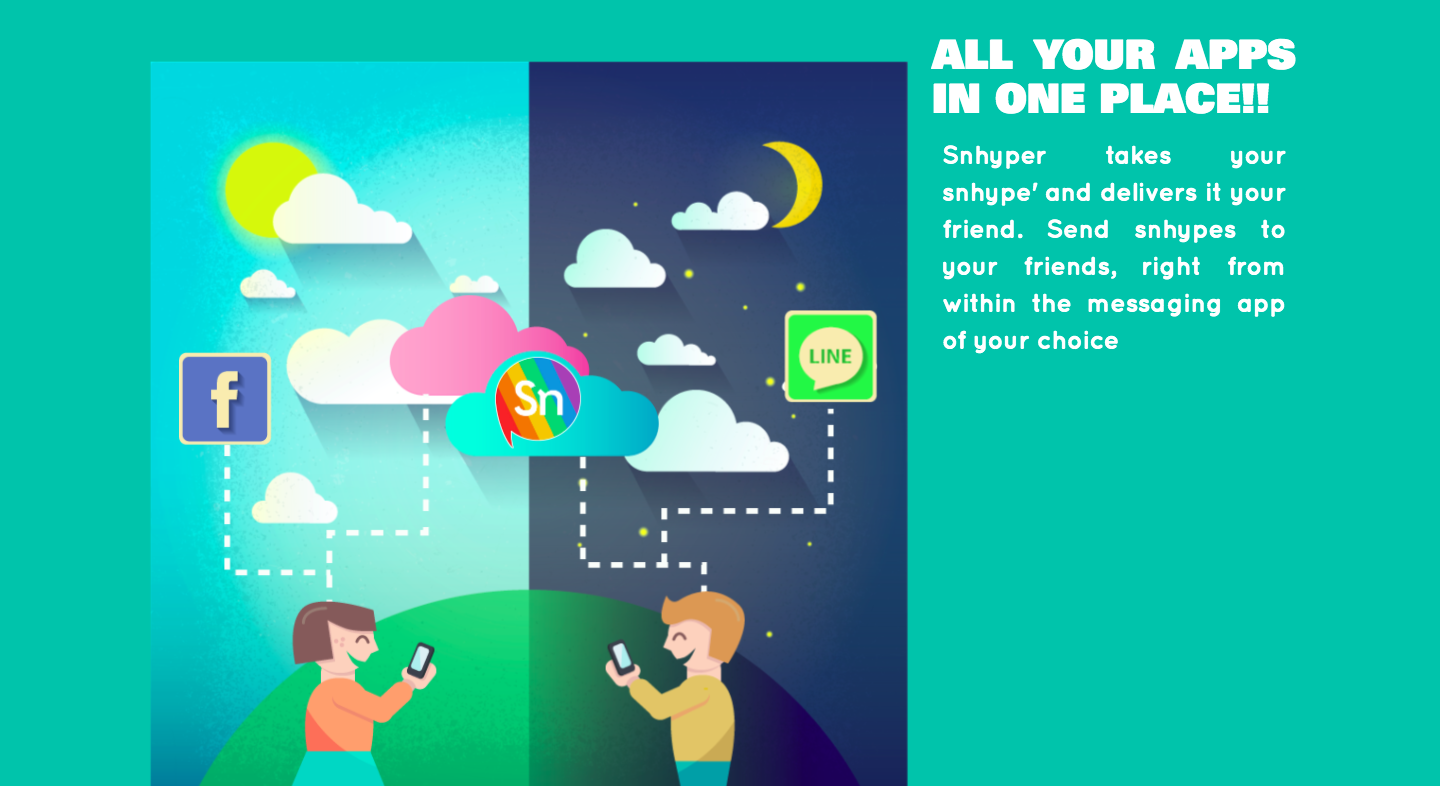 ALL YOUR APPS
IN ONE PLACE!!
Snhyper takes your
snhype' and delivers it your
friend. Send snhypes to
your friends, right from
within the messaging app
of your choice
f
LINE
Sn